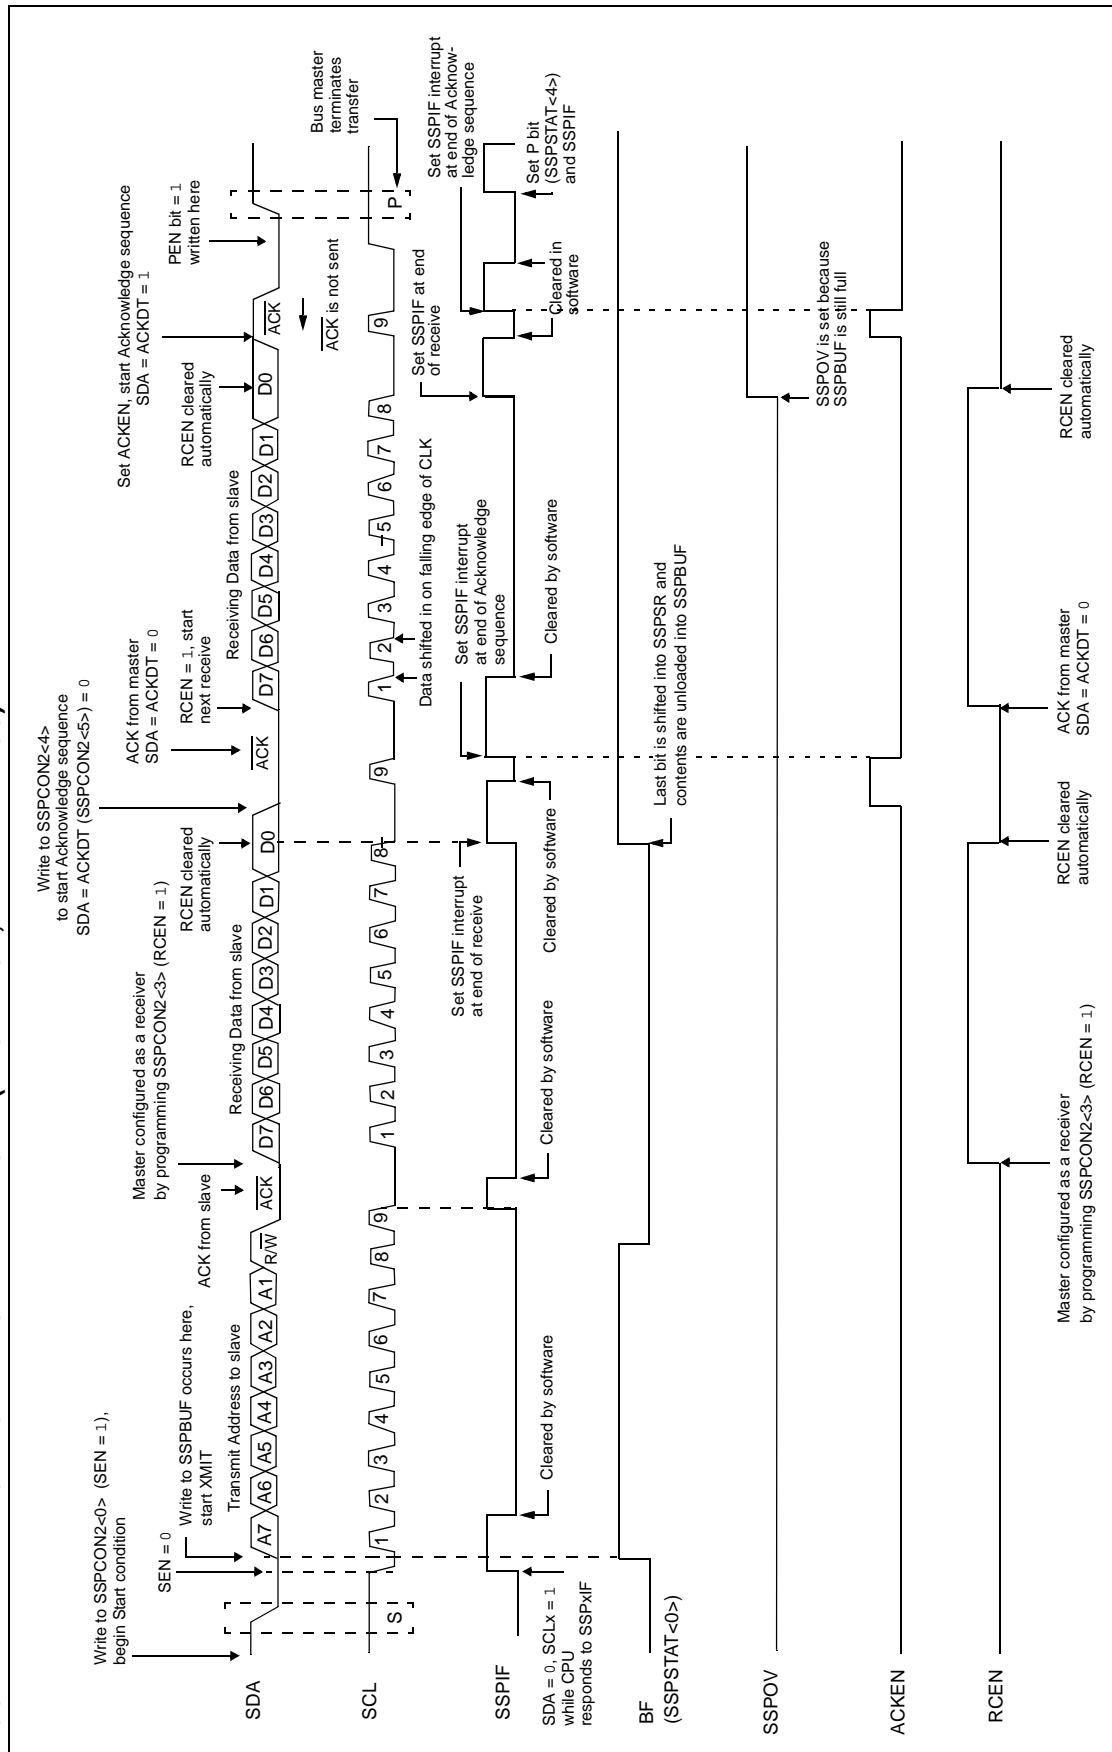 Write to SSPCON2<0> (SEN = 1),
begin Start condition
SEN = 0
Write to SSPBUF occurs here,
start XMIT
Transmit Address to slave
ACK from slave
Master configured as a receiver
by programming SSPCON2<3> (RCEN = 1)
Receiving Data from slave
RCEN cleared
automatically
Write to SSPCON2<4>
to start Acknowledge sequence
SDA = ACKDT (SSPCON2<5>) = 0
ACK from master
SDA = ACKDT = 0
RCEN = 1, start
next receive
Receiving Data from slave
RCEN cleared
automatically
Set ACKEN, start Acknowledge sequence
SDA = ACKDT = 1
PEN bit = 1
written here
SDA
A7 A6 A5 A4 A3 A2 A1 R/W ACK D7 D6 D5 D4 D3 D2 D1 D0 ACK D7 D6 D5 D4 D3 D2 D1 D0 ACK
ACK is not sent
Bus master
terminates
transfer
SCL
S 1 2 3 4 5 6 7 8 9 1 2 3 4 5 6 7 8 9 1 2 3 4 5 6 7 8 9 P
Data shifted in on falling edge of CLK
Set SSPIF interrupt
at end of receive
Set SSPIF interrupt
at end of Acknowledge
sequence
Set SSPIF at end
of receive
Set SSPIF interrupt
at end of Acknow-
ledge sequence
SSPIF
SDA = 0, SCLx = 1
while CPU
responds to SSPxIF
Cleared by software
Cleared by software
Cleared by software
Cleared by software
Cleared in
software
Set P bit
(SSPSTAT<4>)
and SSPIF
BF
(SSPSTAT<0>)
Last bit is shifted into SSPSR and
contents are unloaded into SSPBUF
SSPOV
SSPOV is set because
SSPBUF is still full
ACKEN
RCEN
Master configured as a receiver
by programming SSPCON2<3> (RCEN = 1)
RCEN cleared
automatically
ACK from master
SDA = ACKDT = 0
RCEN cleared
automatically